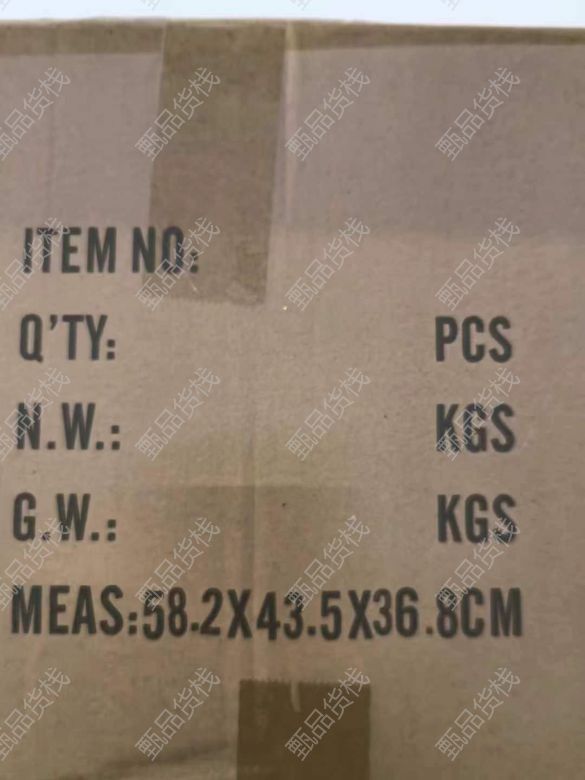 ITEM NO:
Q'TY: PCS
N.W.: KGS
G.W.: KGS
MEAS:58.2X43.5X36.8CM
甄品货栈